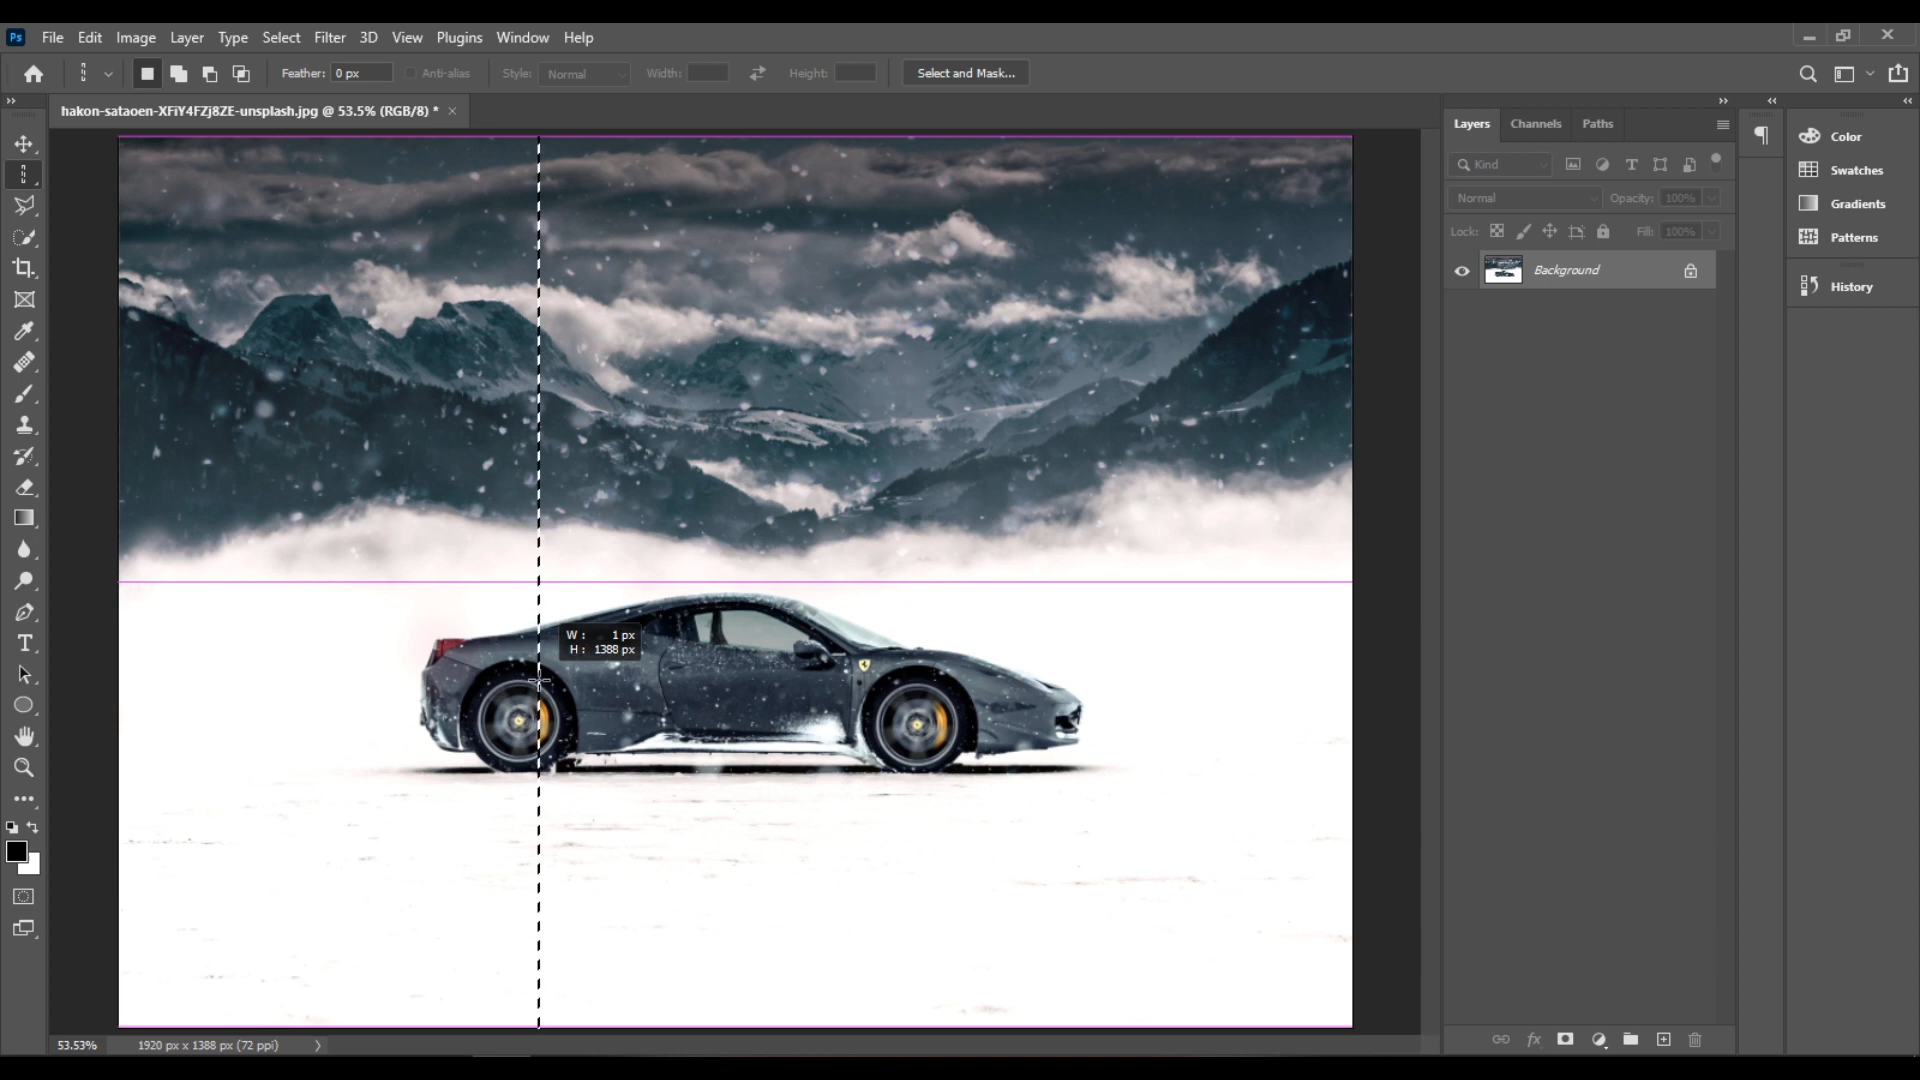 Ps File Edit Image Layer Type Select Filter 3D View Plugins Window Help
Feather: 0 px Anti-alias Style: Normal Width: Height: Select and Mask...
hakon-sataoen-XFiY4FZj8ZE-unsplash.jpg @ 53.5% (RGB/8) * ×
Layers Channels Paths
Kind
Normal Opacity: 100%
Lock: Fill: 100%
Background
Color
Swatches
Gradients
Patterns
History
W : 1 px
H : 1388 px
53.53% 1920 px x 1388 px (72 ppi)